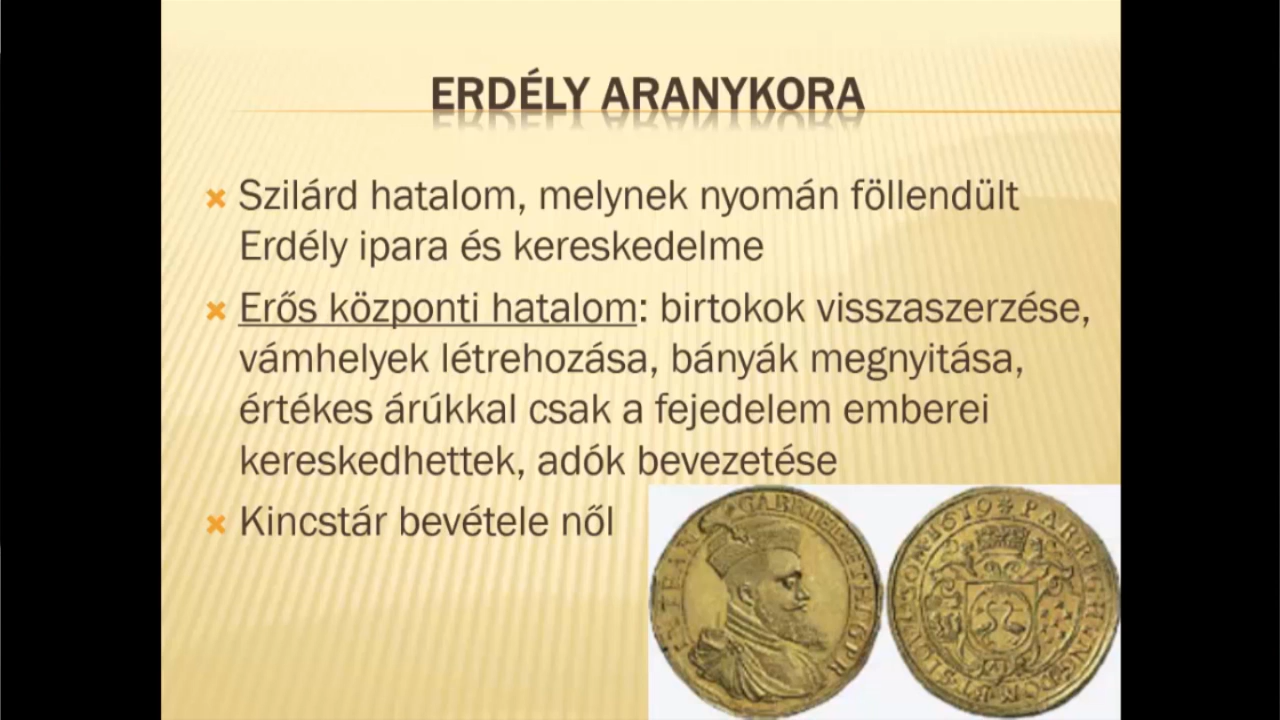 ERDÉLY ARANYKORA
Szilárd hatalom, melynek nyomán föllendült
Erdély ipara és kereskedelme
Erős központi hatalom: birtokok visszaszerzése,
vámhelyek létrehozása, bányák megnyitása,
értékes árúkkal csak a fejedelem emberei
kereskedhettek, adók bevezetése
Kincstár bevétele nől
1619